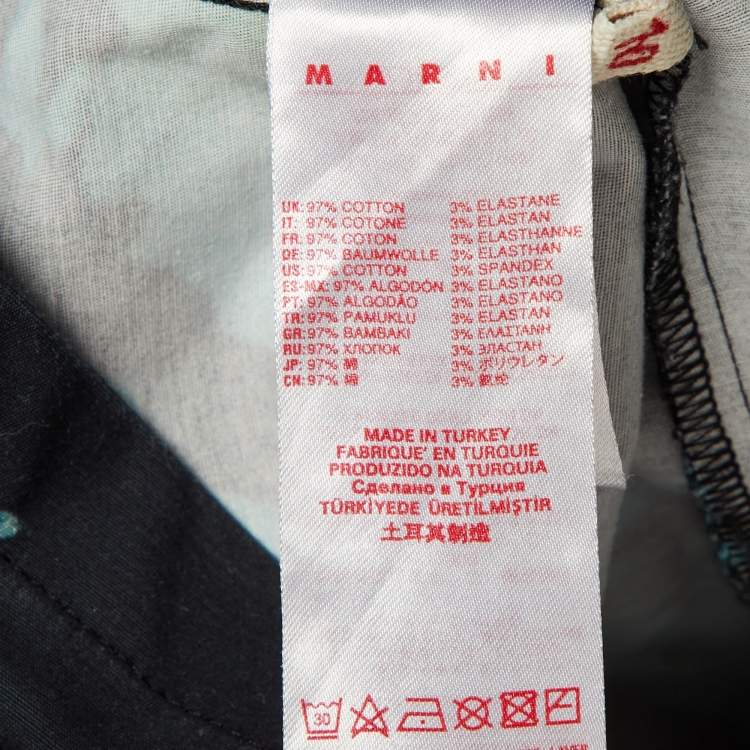 MARNI
10
UK: 97% COTTON 3% ELASTANE
IT: 97% COTONE 3% ELASTAN
FR: 97% COTON 3% ELASTHANNE
DE: 97% BAUMWOLLE 3% ELASTHAN
US: 97% COTTON 3% SPANDEX
ES-MX: 97% ALGODÓN 3% ELASTANO
PT: 97% ALGODÃO 3% ELASTANO
TR: 97% PAMUKLU 3% ELASTAN
GR: 97% BAMBAKI 3% ΕΛΑΣΤΑΝΗ
RU: 97% ХЛОПОК 3% ЭЛАСТАН
JP: 97% 綿 3% ポリウレタン
CN: 97% 3%
MADE IN TURKEY
FABRIQUE' EN TURQUIE
PRODUZIDO NA TURQUIA
Сделано в Турция
TÜRKİYEDE ÜRETİLMİŞTİR
土耳其制造
30